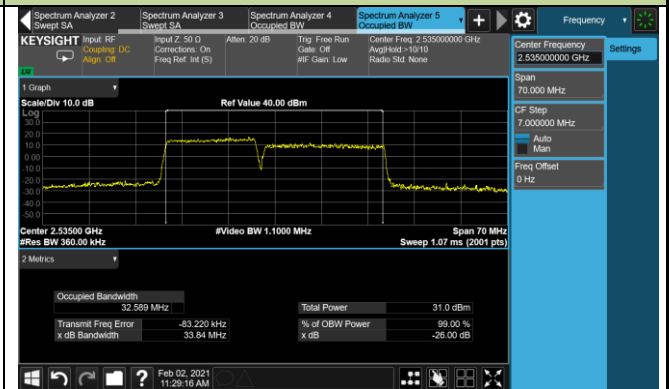 Spectrum Analyzer 2
Swept SA
Spectrum Analyzer 3
Swept SA
Spectrum Analyzer 4
Occupied BW
Spectrum Analyzer 5
Occupied BW
Frequency
KEYSIGHT
Input: RF
Coupling: DC
Align: Off
Input Z: 50 Ω
Corrections: On
Freq Ref: Int (S)
Atten: 20 dB
Trig: Free Run
Gate: Off
#IF Gain: Low
Center Freq: 2.535000000 GHz
Avg|Hold:>10/10
Radio Std: None
Center Frequency
2.535000000 GHz
Settings
Span
70.000 MHz
CF Step
7.000000 MHz
Auto
Man
Freq Offset
0 Hz
1 Graph
Scale/Div 10.0 dB
Ref Value 40.00 dBm
Log
30.0
20.0
10.0
0.00
-10.0
-20.0
-30.0
-40.0
-50.0
Center 2.53500 GHz
#Video BW 1.1000 MHz
Span 70 MHz
#Res BW 360.00 kHz
Sweep 1.07 ms (2001 pts)
2 Metrics
Occupied Bandwidth
32.589 MHz
Total Power
31.0 dBm
Transmit Freq Error
-83.220 kHz
% of OBW Power
99.00 %
x dB Bandwidth
33.84 MHz
x dB
-26.00 dB
?
Feb 02, 2021
11:29:16 AM